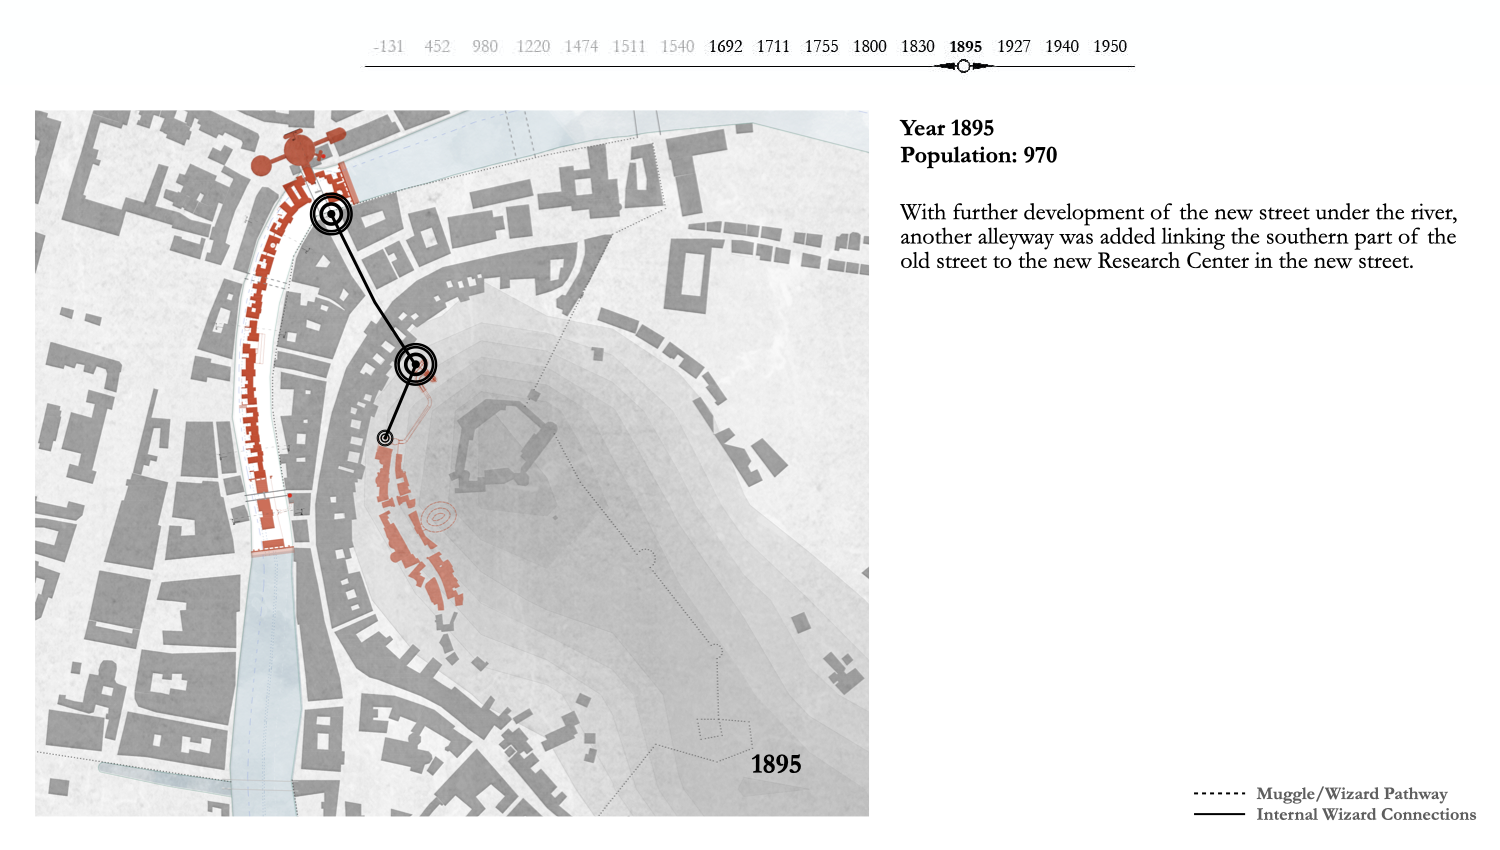 -131 452 980 1220 1474 1511 1540 1692 1711 1755 1800 1830 1895 1927 1940 1950
Year 1895
Population: 970
With further development of the new street under the river,
another alleyway was added linking the southern part of the
old street to the new Research Center in the new street.
1895
Muggle/Wizard Pathway
Internal Wizard Connections